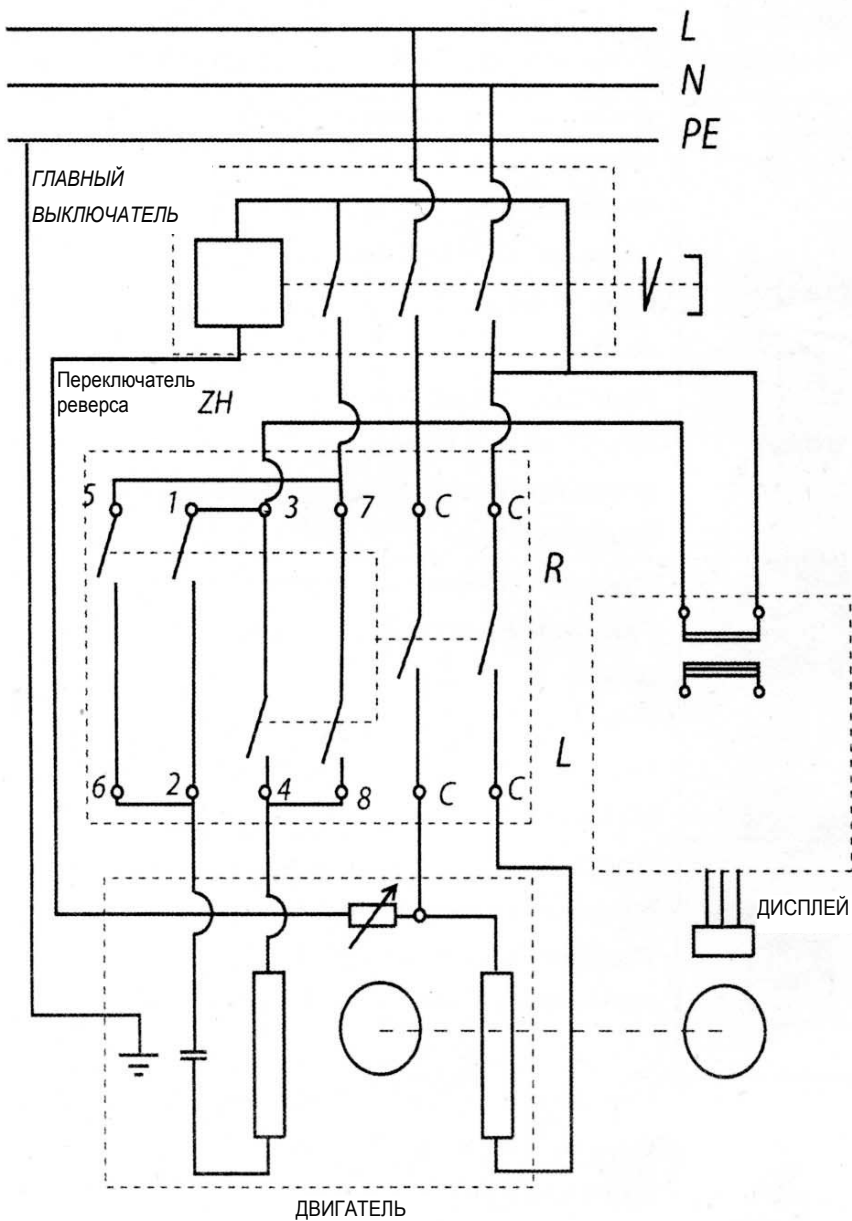 L
N
PE
ГЛАВНЫЙ
ВЫКЛЮЧАТЕЛЬ
Переключатель
реверса
ZH
5
1
3
7
C
C
R
6
2
4
8
C
C
L
ДИСПЛЕЙ
ДВИГАТЕЛЬ